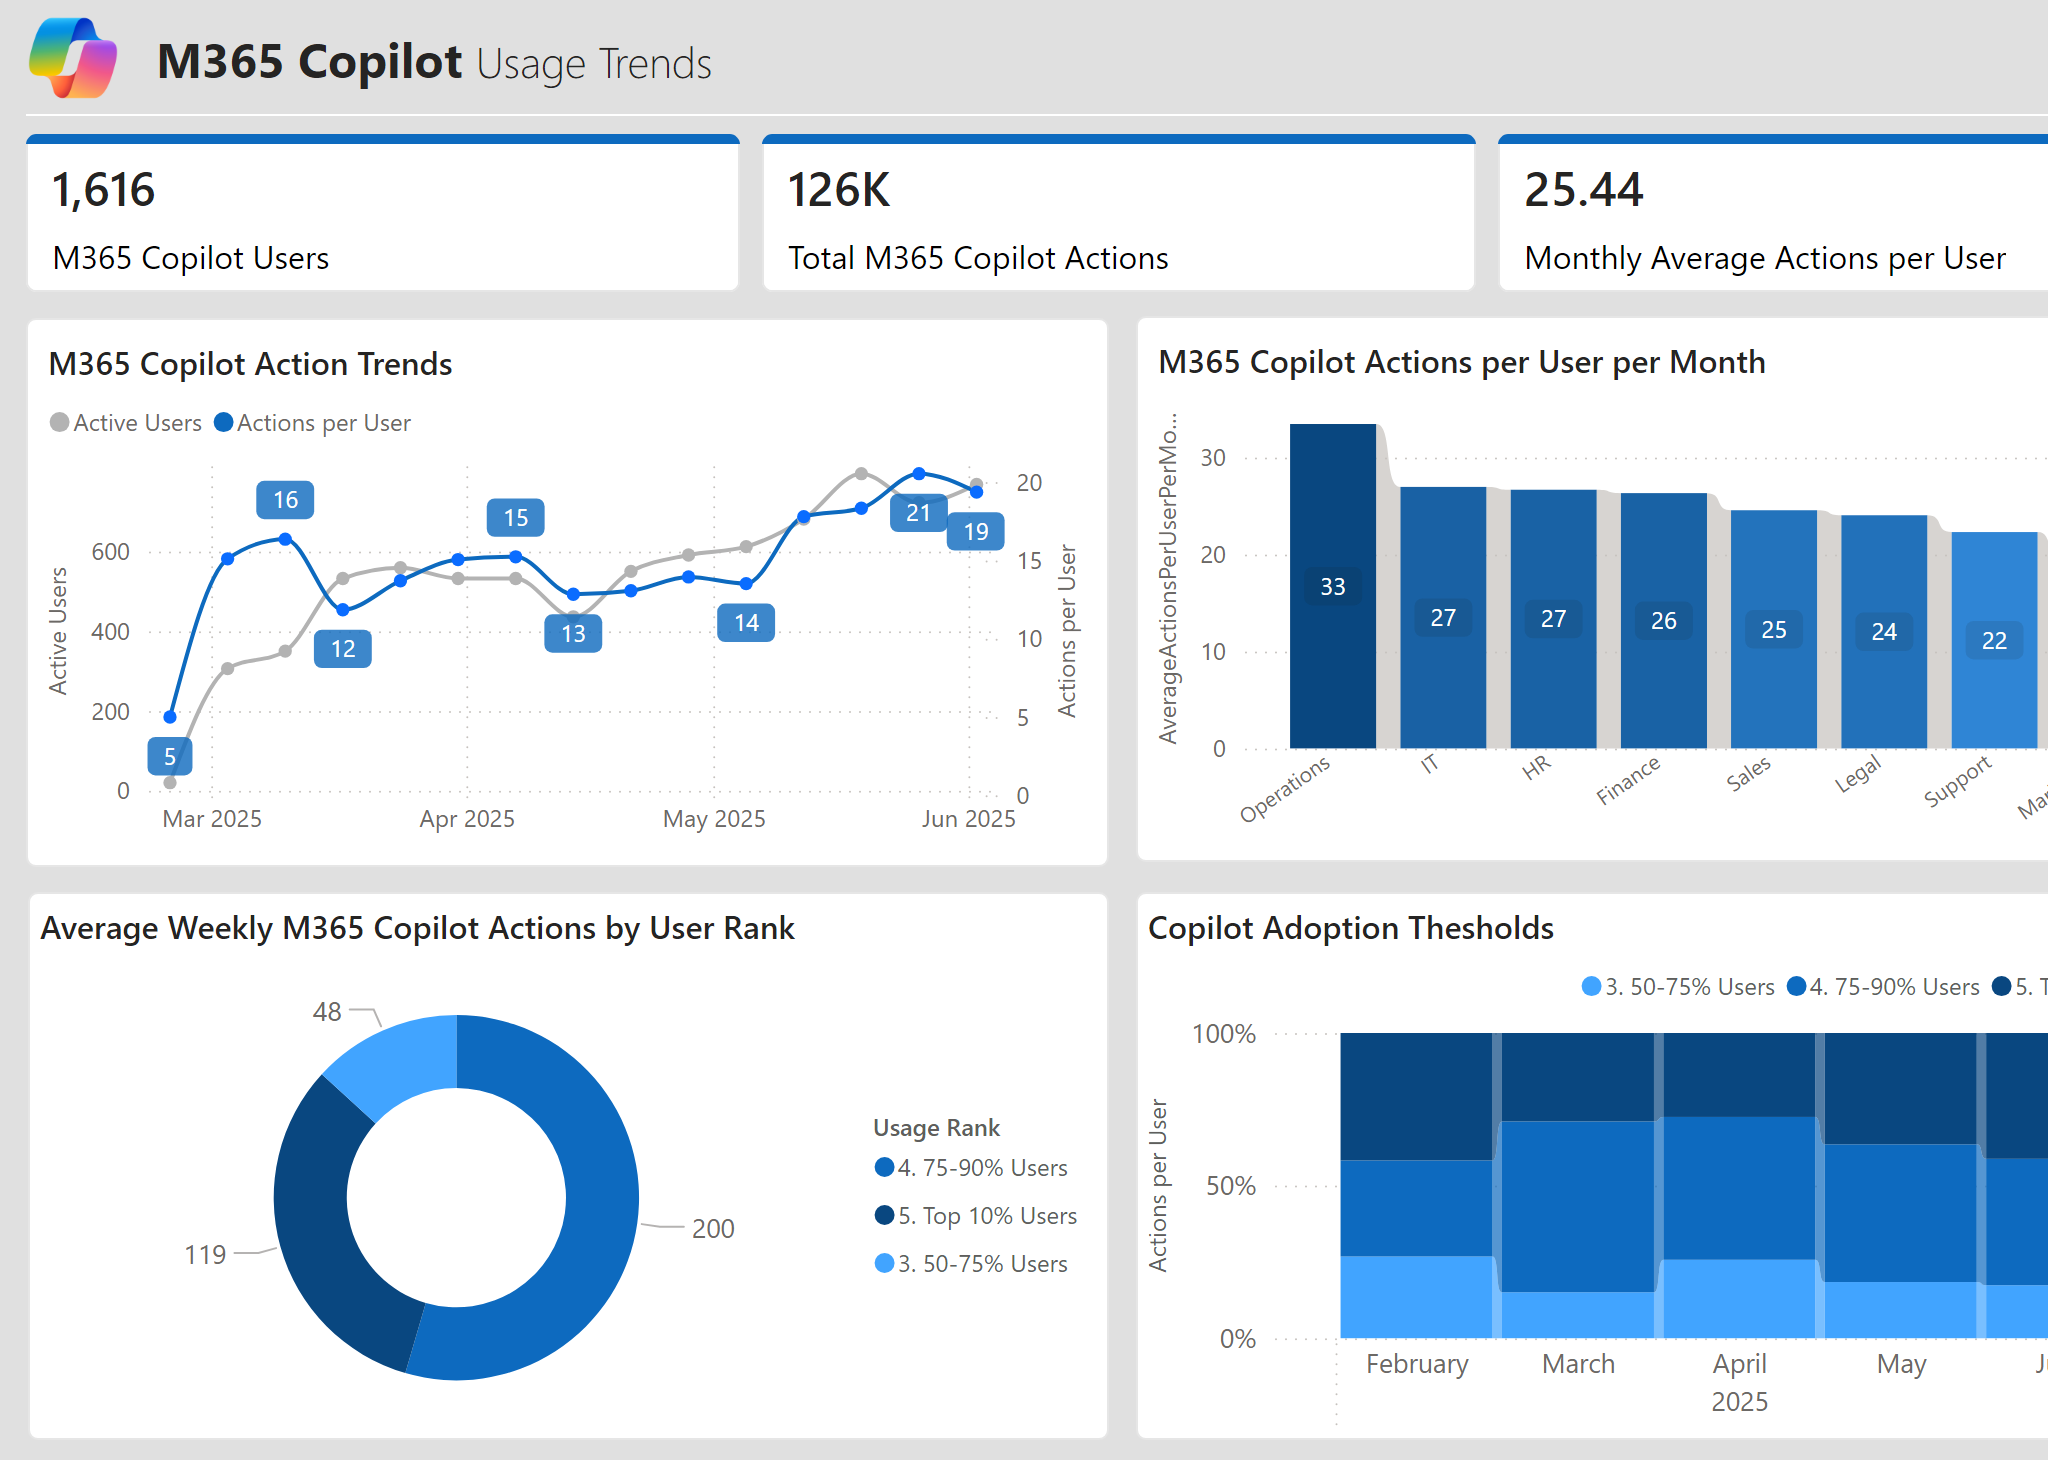 M365 Copilot Usage Trends
1,616
M365 Copilot Users
126K
Total M365 Copilot Actions
25.44
Monthly Average Actions per User
M365 Copilot Action Trends
Active Users Actions per User
Active Users
600
400
200
0
20
15
10
5
0
Actions per User
5
16
12
15
13
14
21
19
Mar 2025
Apr 2025
May 2025
Jun 2025
M365 Copilot Actions per User per Month
AverageActionsPerUserPerMo...
30
20
10
0
33
27
27
26
25
24
22
Operations
IT
HR
Finance
Sales
Legal
Support
Average Weekly M365 Copilot Actions by User Rank
48
119
200
Usage Rank
4. 75-90% Users
5. Top 10% Users
3. 50-75% Users
Copilot Adoption Thesholds
3. 50-75% Users 4. 75-90% Users 5.
Actions per User
100%
50%
0%
February
March
April
May
2025